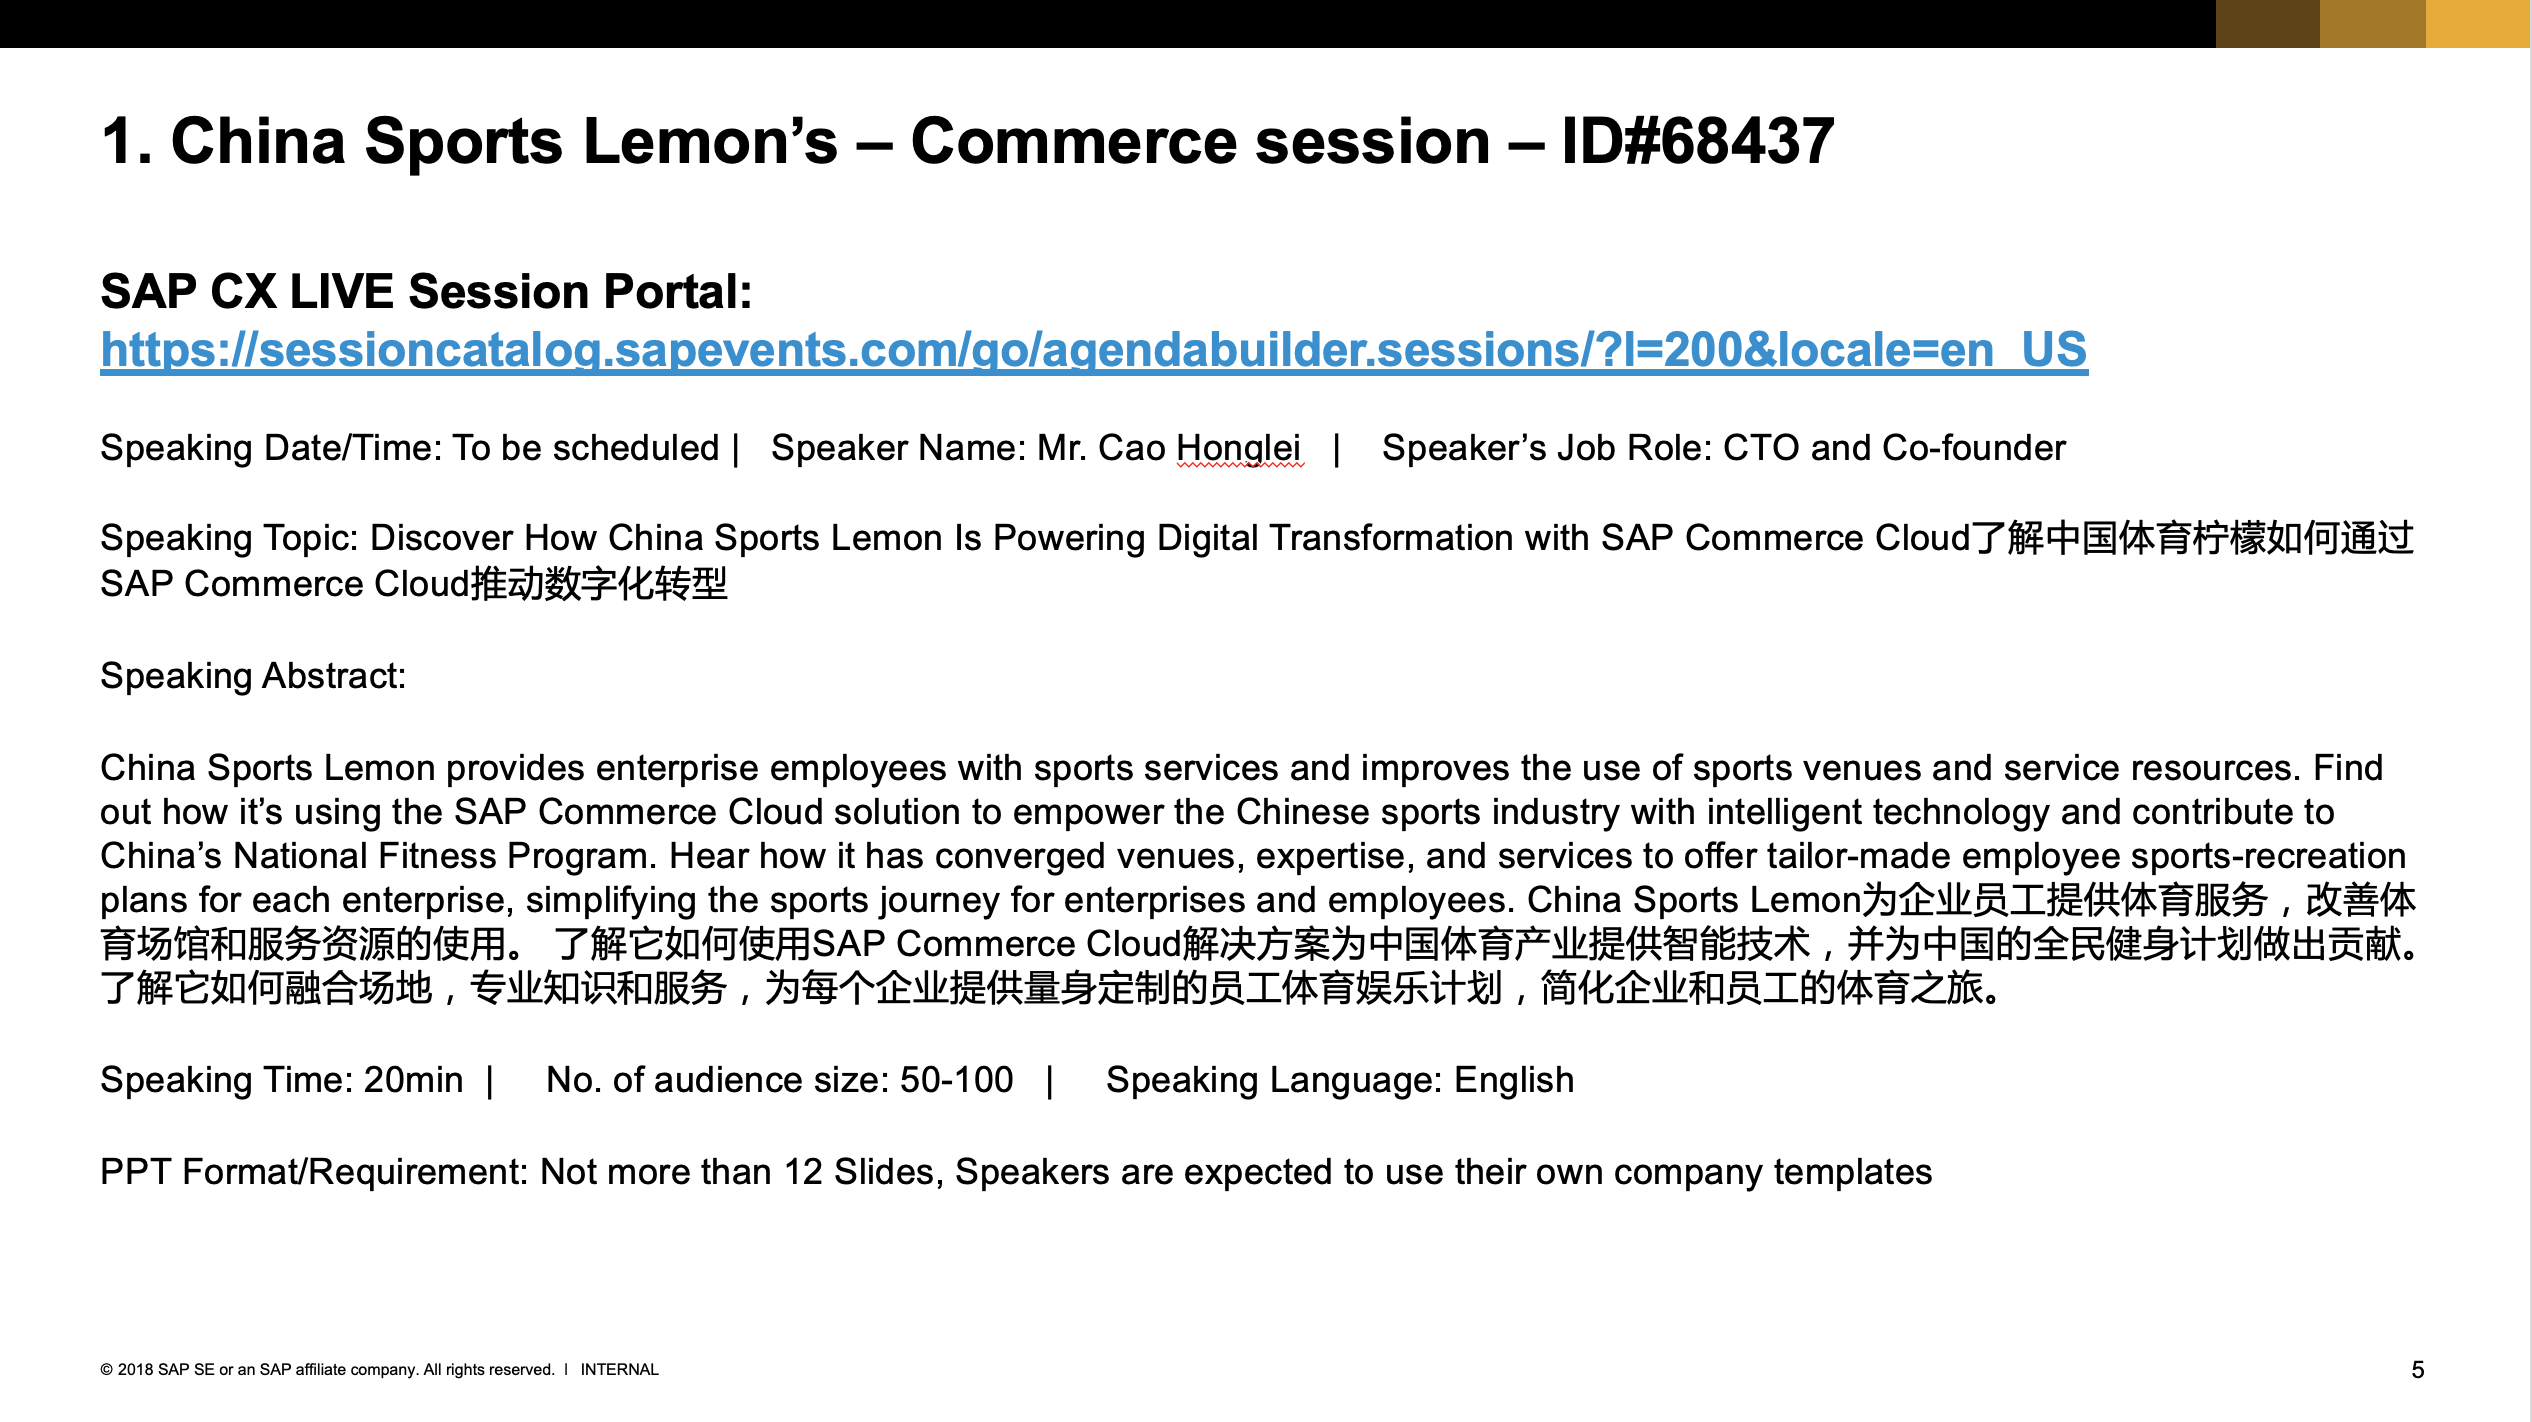 1. China Sports Lemon’s – Commerce session – ID#68437
SAP CX LIVE Session Portal:
https://sessioncatalog.sapevents.com/go/agendabuilder.sessions/?l=200&locale=en_US
Speaking Date/Time: To be scheduled | Speaker Name: Mr. Cao Honglei | Speaker’s Job Role: CTO and Co-founder
Speaking Topic: Discover How China Sports Lemon Is Powering Digital Transformation with SAP Commerce Cloud了解中国体育柠檬如何通过
SAP Commerce Cloud推动数字化转型
Speaking Abstract:
China Sports Lemon provides enterprise employees with sports services and improves the use of sports venues and service resources. Find
out how it’s using the SAP Commerce Cloud solution to empower the Chinese sports industry with intelligent technology and contribute to
China’s National Fitness Program. Hear how it has converged venues, expertise, and services to offer tailor-made employee sports-recreation
plans for each enterprise, simplifying the sports journey for enterprises and employees. China Sports Lemon为企业员工提供体育服务，改善体
育场馆和服务资源的使用。 了解它如何使用SAP Commerce Cloud解决方案为中国体育产业提供智能技术，并为中国的全民健身计划做出贡献。
了解它如何融合场地，专业知识和服务，为每个企业提供量身定制的员工体育娱乐计划，简化企业和员工的体育之旅。
Speaking Time: 20min | No. of audience size: 50-100 | Speaking Language: English
PPT Format/Requirement: Not more than 12 Slides, Speakers are expected to use their own company templates
© 2018 SAP SE or an SAP affiliate company. All rights reserved. | INTERNAL
5